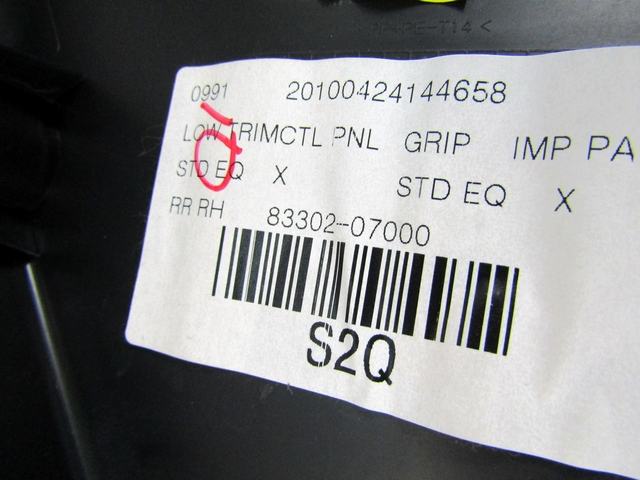 0991 20100424144658
LOW TRIMCTL PNL GRIP IMP PA
STD EQ X STD EQ X
RR RH 83302-07000
S2Q